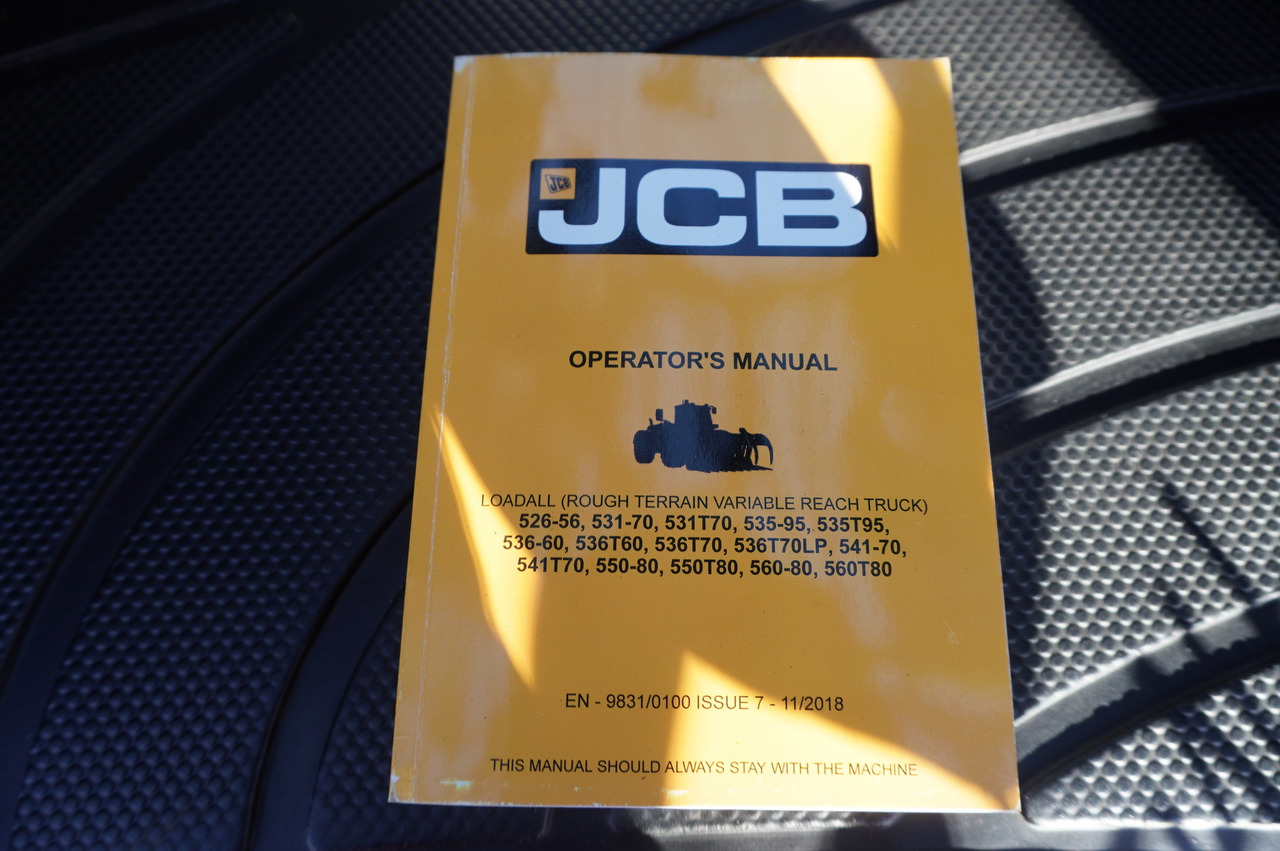 JCB
JCB
OPERATOR'S MANUAL
LOADALL (ROUGH TERRAIN VARIABLE REACH TRUCK)
526-56, 531-70, 531T70, 535-95, 535T95,
536-60, 536T60, 536T70, 536T70LP, 541-70,
541T70, 550-80, 550T80, 560-80, 560T80
EN - 9831/0100 ISSUE 7 - 11/2018
THIS MANUAL SHOULD ALWAYS STAY WITH THE MACHINE